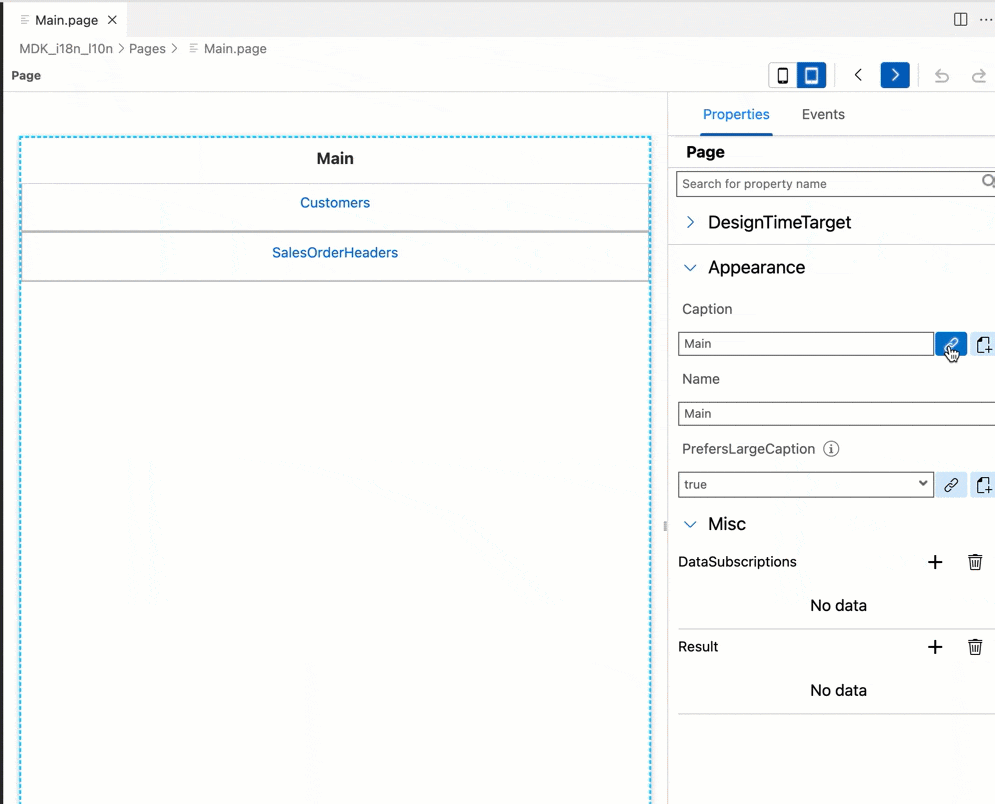 Main.page
MDK_i18n_l10n > Pages > Main.page
Page
Main
Customers
SalesOrderHeaders
Properties
Events
Page
Search for property name
DesignTimeTarget
Appearance
Caption
Main
Name
Main
PrefersLargeCaption
true
Misc
DataSubscriptions
No data
Result
No data